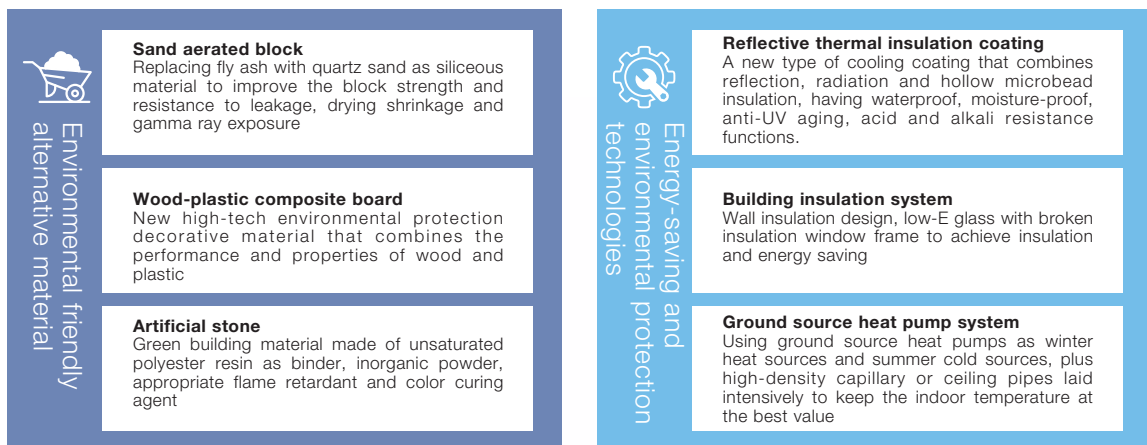 Environmental friendly
alternative material
Sand aerated block
Replacing fly ash with quartz sand as siliceous
material to improve the block strength and
resistance to leakage, drying shrinkage and
gamma ray exposure
Wood-plastic composite board
New high-tech environmental protection
decorative material that combines the
performance and properties of wood and
plastic
Artificial stone
Green building material made of unsaturated
polyester resin as binder, inorganic powder,
appropriate flame retardant and color curing
agent
Energy-saving and
environmental protection
technologies
Reflective thermal insulation coating
A new type of cooling coating that combines
reflection, radiation and hollow microbead
insulation, having waterproof, moisture-proof,
anti-UV aging, acid and alkali resistance
functions.
Building insulation system
Wall insulation design, low-E glass with broken
insulation window frame to achieve insulation
and energy saving
Ground source heat pump system
Using ground source heat pumps as winter
heat sources and summer cold sources, plus
high-density capillary or ceiling pipes laid
intensively to keep the indoor temperature at
the best value